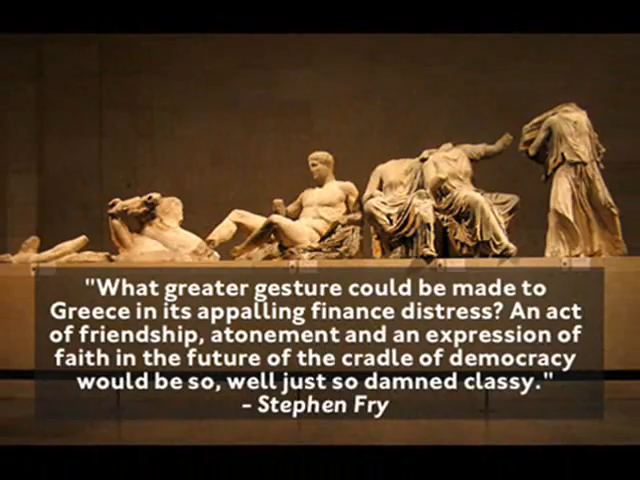 "What greater gesture could be made to
Greece in its appalling finance distress? An act
of friendship, atonement and an expression of
faith in the future of the cradle of democracy
would be so, well just so damned classy."
- Stephen Fry